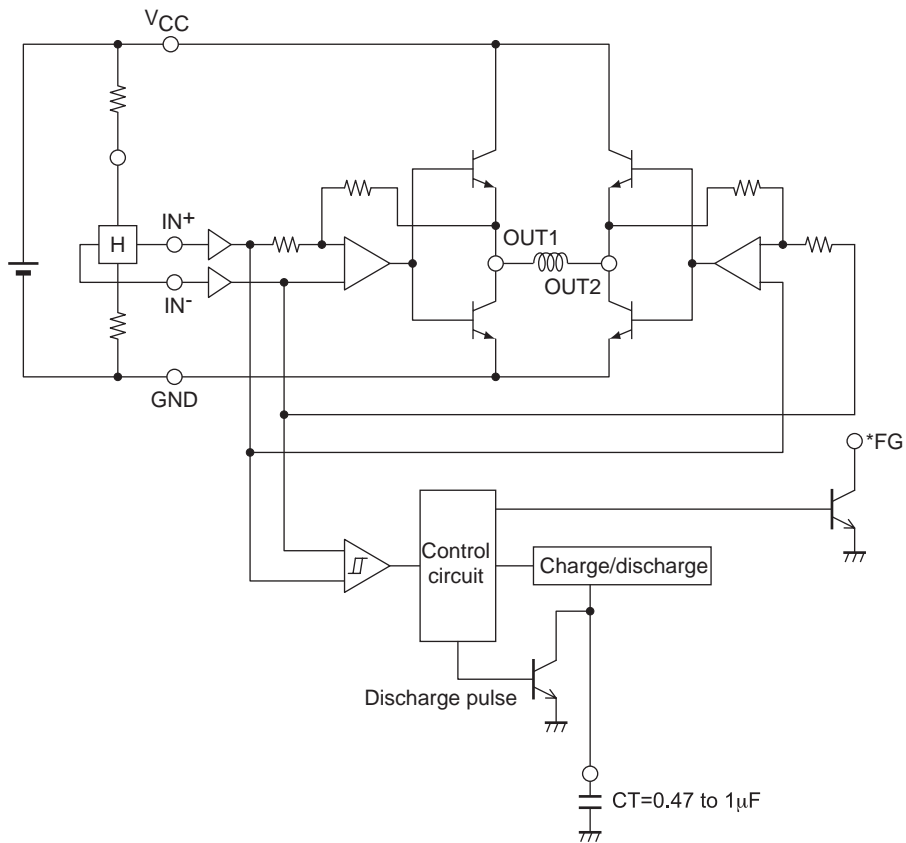 VCC
IN+
H
IN-
OUT1
OUT2
GND
*FG
Control
circuit
Charge/discharge
Discharge pulse
CT=0.47 to 1μF